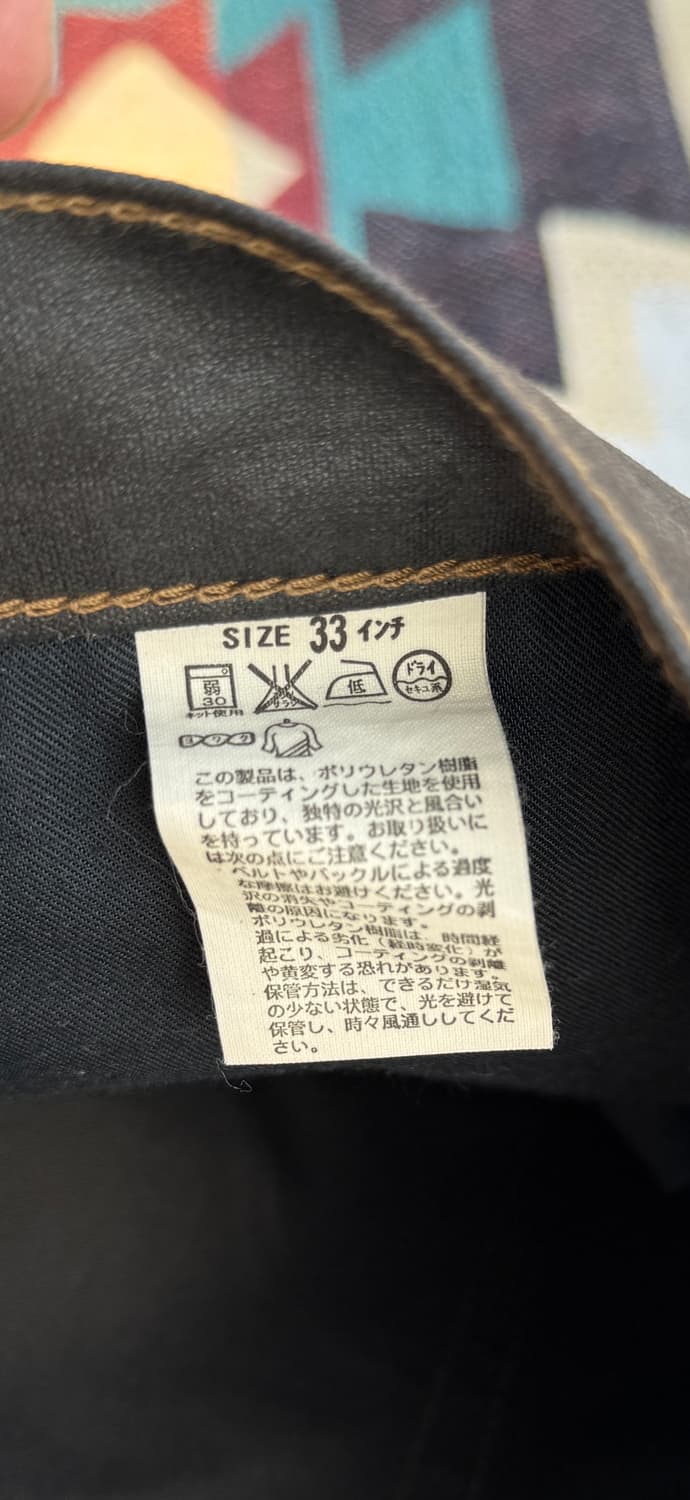 SIZE 33 インチ
弱
30
ネット使用
エンソ
サラシ
低
ドライ
セキユ系
ヨワク
この製品は、ポリウレタン樹脂
をコーティングした生地を使用
しており、独特の光沢と風合い
を持っています。お取り扱いに
は次の点にご注意ください。
・ベルトやバックルによる過度
な摩擦はお避けください。光
沢の消失やコーティングの剥
離の原因になります。
・ポリウレタン樹脂は、時間経
過による劣化（経時変化）が
起こり、コーティングの剥離
や黄変する恐れがあります。
・保管方法は、できるだけ湿気
の少ない状態で、光を避けて
保管し、時々風通ししてくだ
さい。